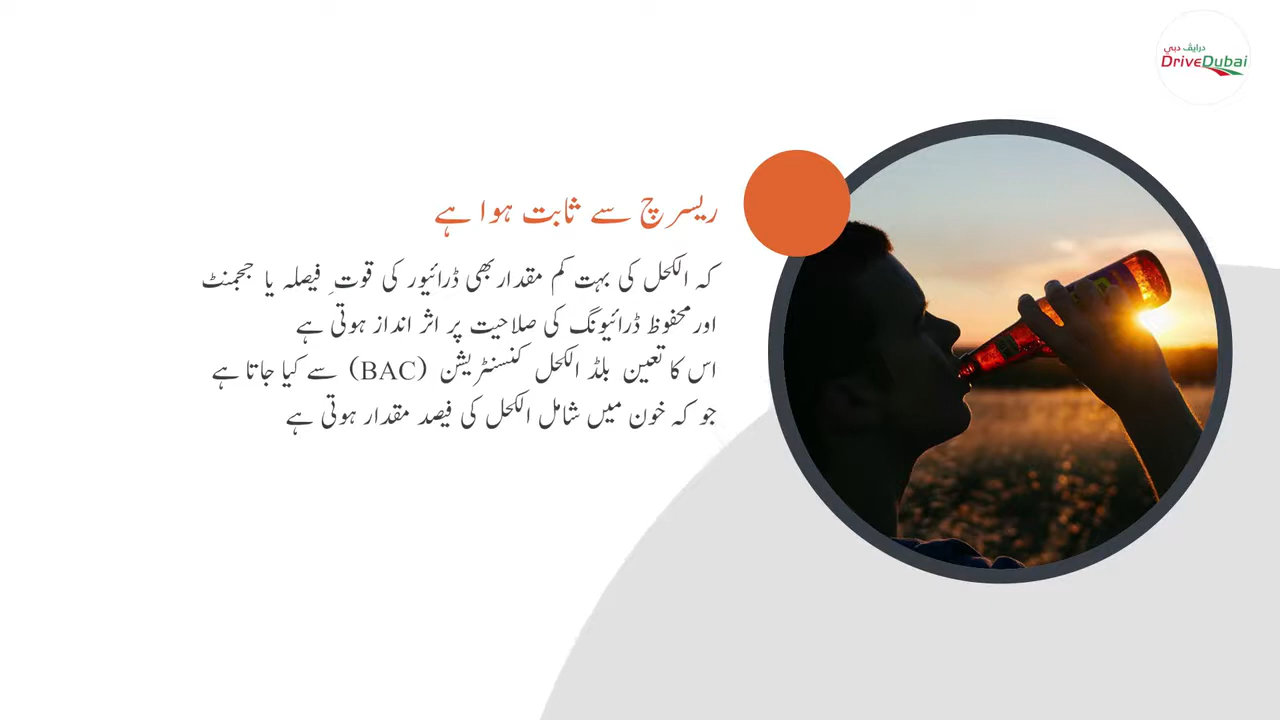 درايف دبي
DriveDubai
ریسرچ سے ثابت ہوا ہے
کہ الکحل کی بہت کم مقدار بھی ڈرائیور کی قوتِ فیصلہ یا ججمنٹ
اور محفوظ ڈرائیونگ کی صلاحیت پر اثر انداز ہوتی ہے
اس کا تعین بلڈ الکحل کنسنٹریشن (BAC) سے کیا جاتا ہے
جو کہ خون میں شامل الکحل کی فیصد مقدار ہوتی ہے